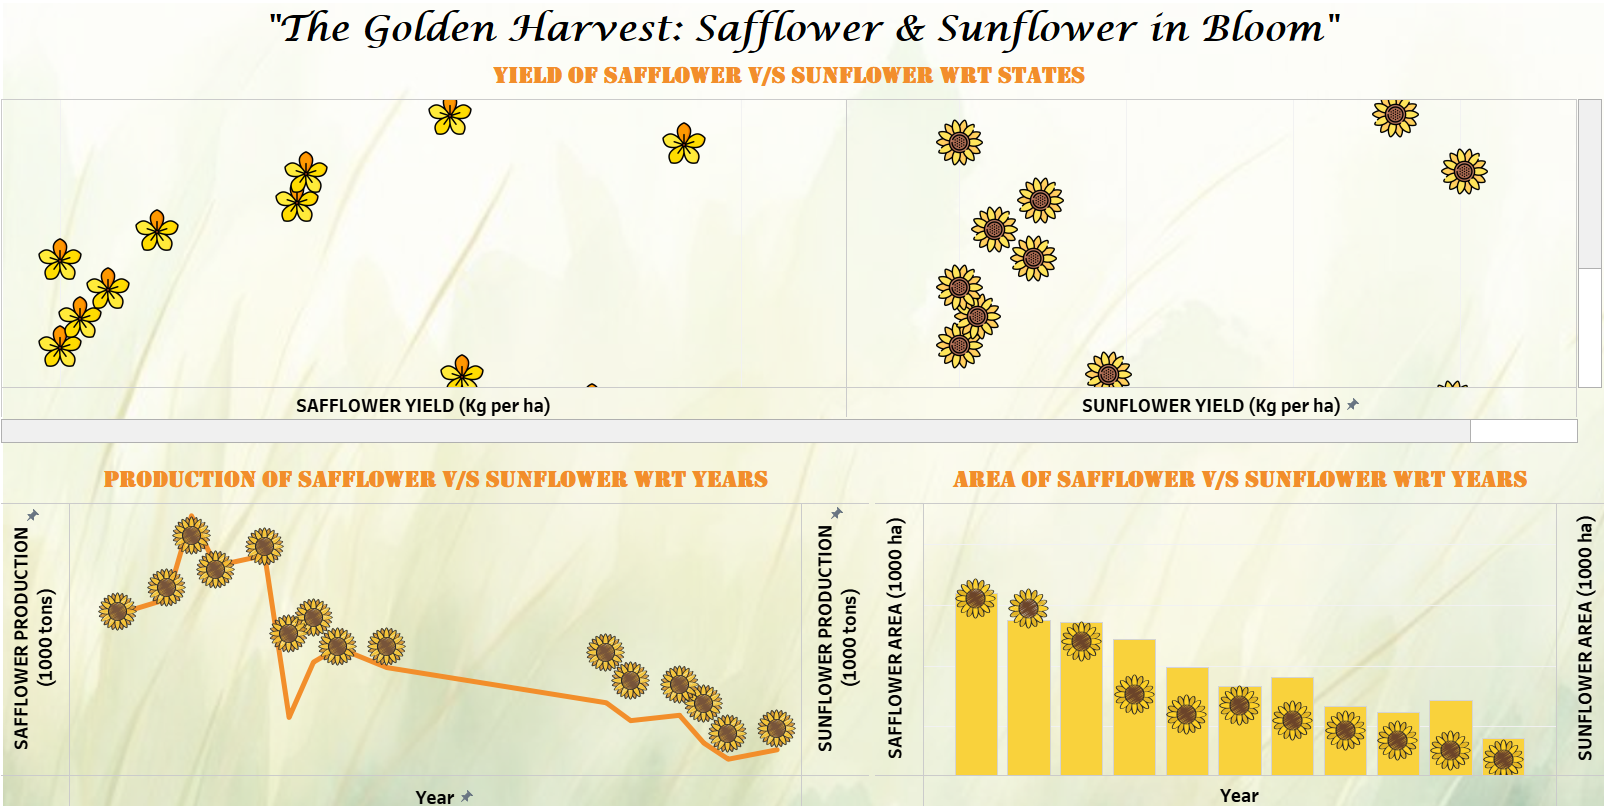 "The Golden Harvest: Safflower & Sunflower in Bloom"
YIELD OF SAFFLOWER V/S SUNFLOWER WRT STATES
SAFFLOWER YIELD (Kg per ha)
SUNFLOWER YIELD (Kg per ha)
PRODUCTION OF SAFFLOWER V/S SUNFLOWER WRT YEARS
SAFFLOWER PRODUCTION
(1000 tons)
SUNFLOWER PRODUCTION
(1000 tons)
Year
AREA OF SAFFLOWER V/S SUNFLOWER WRT YEARS
SAFFLOWER AREA (1000 ha)
SUNFLOWER AREA (1000 ha)
Year